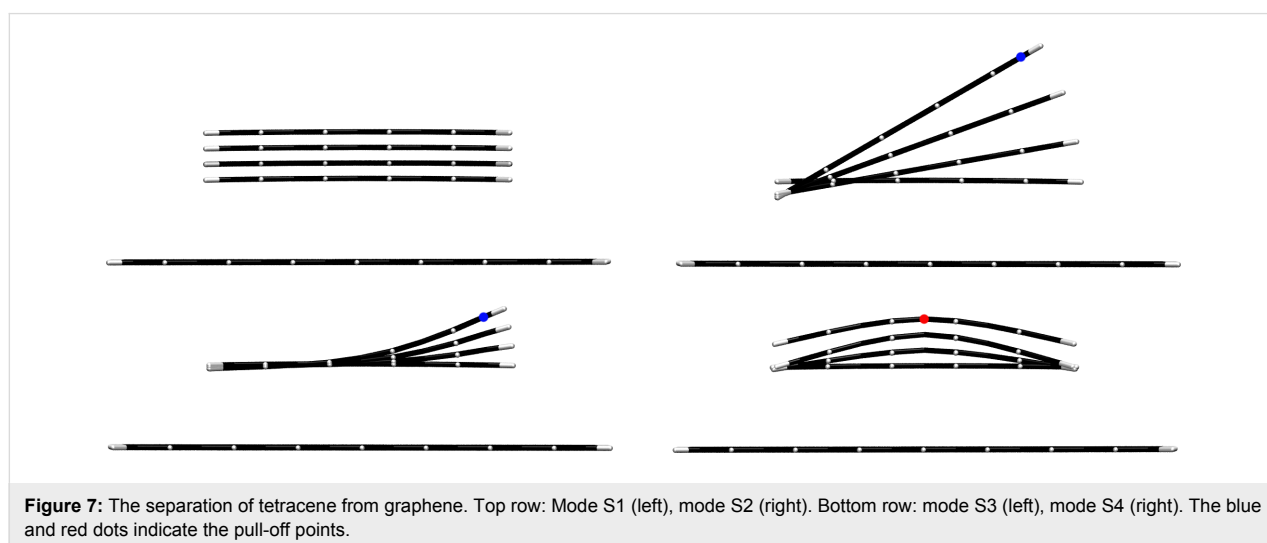 Figure 7: The separation of tetracene from graphene. Top row: Mode S1 (left), mode S2 (right). Bottom row: mode S3 (left), mode S4 (right). The blue
and red dots indicate the pull-off points.